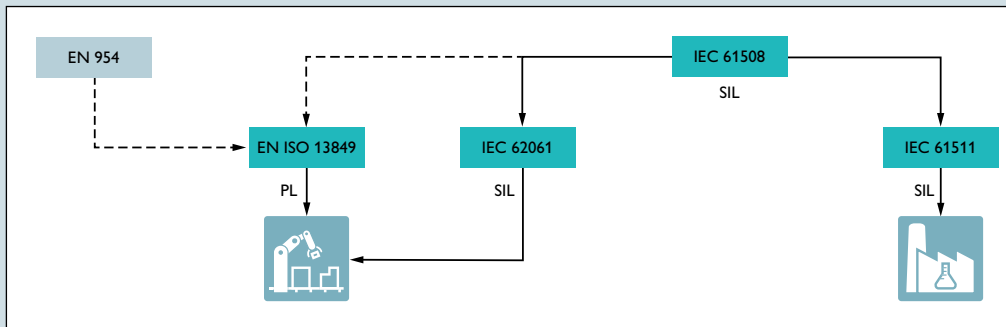 EN 954
IEC 61508
SIL
EN ISO 13849
IEC 62061
IEC 61511
PL
SIL
SIL